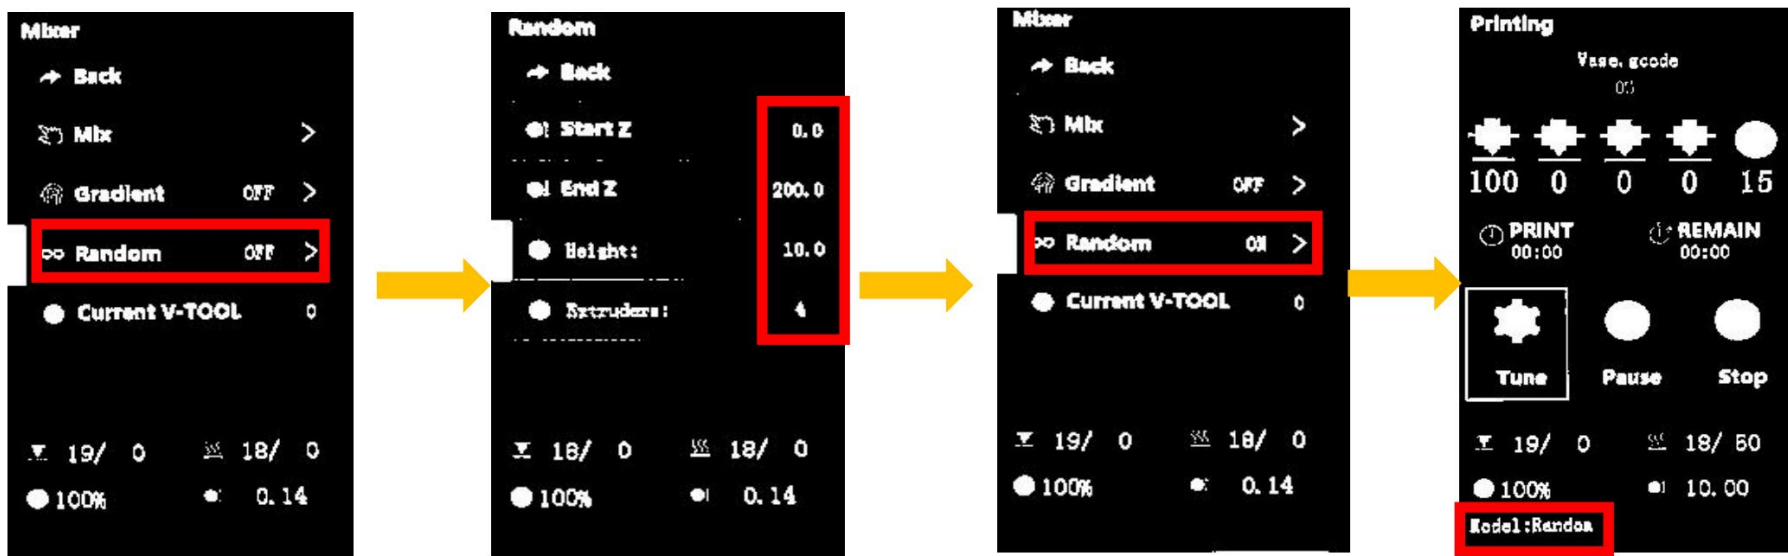 Mixer
Back
Mix >
Gradient OFF >
Random OFF >
Current V-TOOL 0
19/ 0 18/ 0
100% 0.14
Random
Back
Start Z 0.0
End Z 200.0
Height: 10.0
Extruders: 4
18/ 0 18/ 0
100% 0.14
Mixer
Back
Mix >
Gradient OFF >
Random ON >
Current V-TOOL 0
19/ 0 18/ 0
100% 0.14
Printing
Vase.gcode
100 0 0 0 15
PRINT REMAIN
00:00 00:00
Tune Pause Stop
19/ 0 18/ 60
100% 10.00
Model:Random